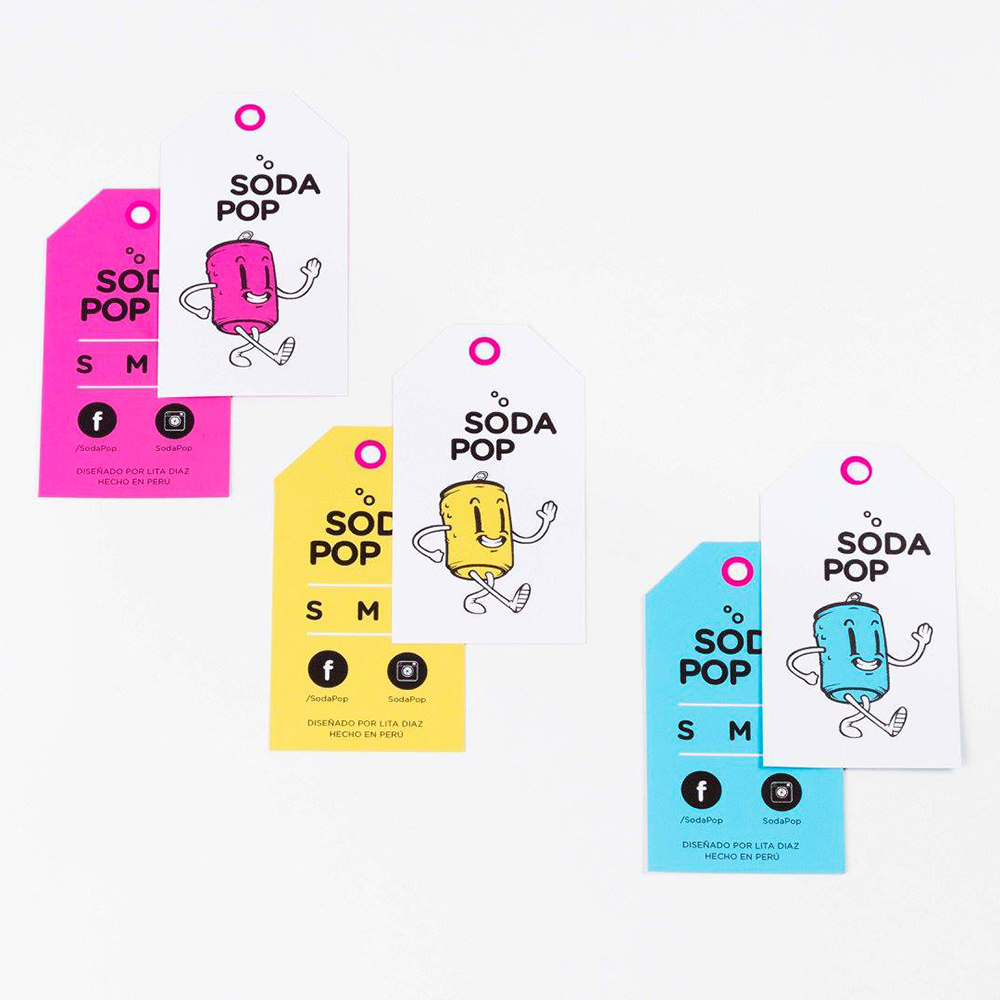 SODA
POP
SOD
POP
S M
f
/SodaPop SodaPop
DISEÑADO POR LITA DIAZ
HECHO EN PERÚ
SODA
POP
SOD
POP
S M
f
/SodaPop SodaPop
DISEÑADO POR LITA DIAZ
HECHO EN PERÚ
SODA
POP
SOD
POP
S M
f
/SodaPop SodaPop
DISEÑADO POR LITA DIAZ
HECHO EN PERÚ